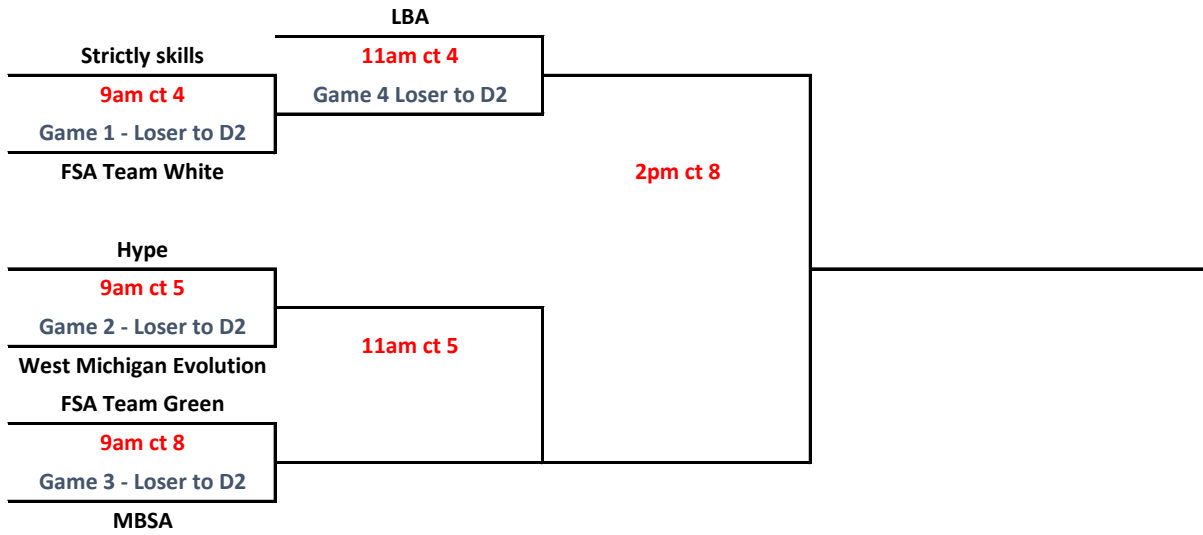 LBA
Strictly skills
11am ct 4
9am ct 4
Game 4 Loser to D2
Game 1 - Loser to D2
FSA Team White
2pm ct 8
Hype
9am ct 5
Game 2 - Loser to D2
11am ct 5
West Michigan Evolution
FSA Team Green
9am ct 8
Game 3 - Loser to D2
MBSA